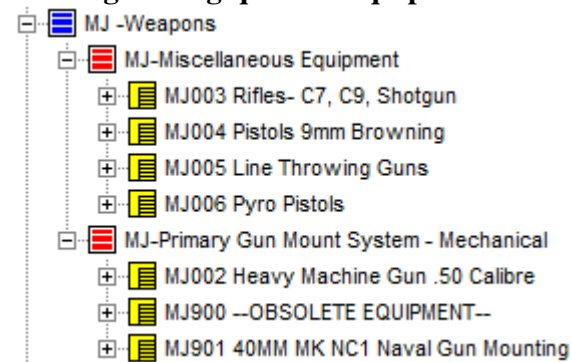 MJ -Weapons
MJ-Miscellaneous Equipment
MJ003 Rifles- C7, C9, Shotgun
MJ004 Pistols 9mm Browning
MJ005 Line Throwing Guns
MJ006 Pyro Pistols
MJ-Primary Gun Mount System - Mechanical
MJ002 Heavy Machine Gun .50 Calibre
MJ900 --OBSOLETE EQUIPMENT--
MJ901 40MM MK NC1 Naval Gun Mounting